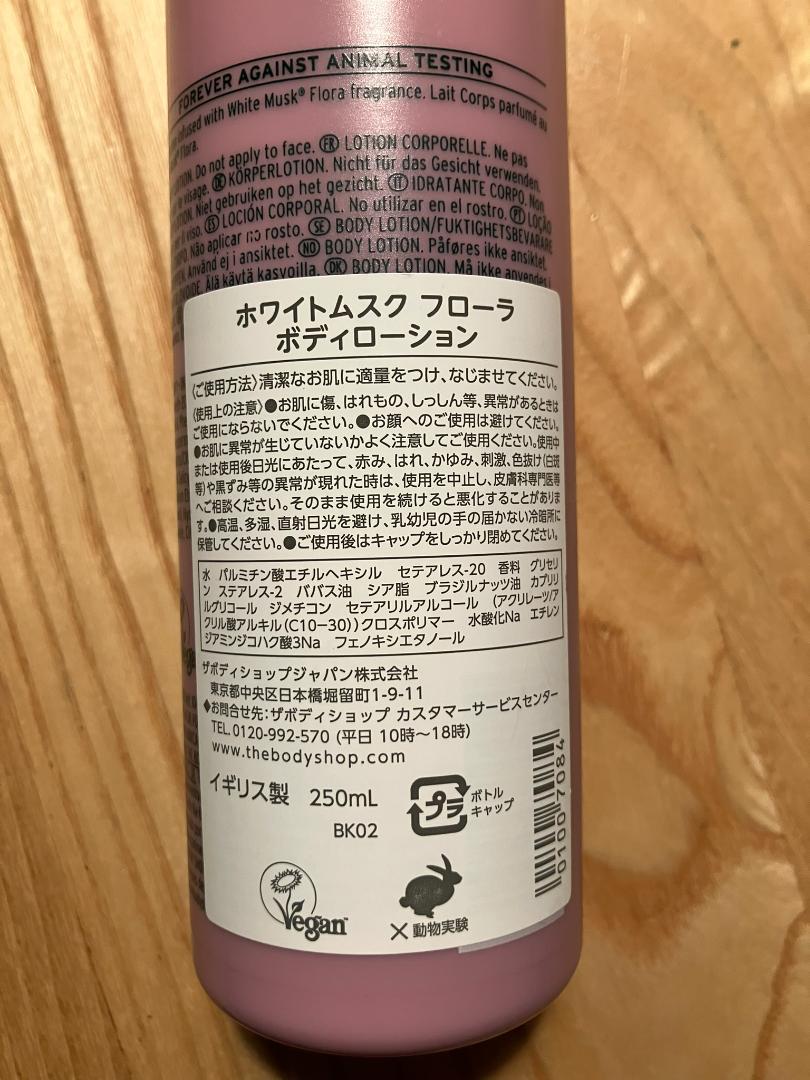 FOREVER AGAINST ANIMAL TESTING
infused with White Musk® Flora fragrance. Lait Corps parfumé au
Flora.
Do not apply to face. FR LOTION CORPORELLE. Ne pas
le visage. DE KÖRPERLOTION. Nicht für das Gesicht verwenden.
Niet gebruiken op het gezicht. IT IDRATANTE CORPO. Non
viso. ES LOCIÓN CORPORAL. No utilizar en el rostro. PT LOÇÃO
Não aplicar no rosto. SE BODY LOTION/FUKTIGHETSBEVARARE
Använd ej i ansiktet. NO BODY LOTION. Påføres ikke ansiktet.
Älä käytä kasvoilla. DK BODY LOTION. Må ikke anvendes i
ホワイトムスク フローラ
ボディローション
〈ご使用方法〉清潔なお肌に適量をつけ、なじませてください。
〈使用上の注意〉●お肌に傷、はれもの、しっしん等、異常があるときは
ご使用にならないでください。●お顔へのご使用は避けてください。
●お肌に異常が生じていないかよく注意してご使用ください。使用中
または使用後日光にあたって、赤み、はれ、かゆみ、刺激、色抜け(白斑
等)や黒ずみ等の異常が現れた時は、使用を中止し、皮膚科専門医等
へご相談ください。そのまま使用を続けると悪化することがありま
す。●高温、多湿、直射日光を避け、乳幼児の手の届かない冷暗所に
保管してください。●ご使用後はキャップをしっかり閉めてください。
水 パルミチン酸エチルヘキシル セテアレス-20 香料 グリセリ
ン ステアレス-2 ババス油 シア脂 ブラジルナッツ油 カプリリ
ルグリコール ジメチコン セテアリルアルコール (アクリレーツ/ア
クリル酸アルキル(C10-30))クロスポリマー 水酸化Na エチレン
ジアミンジコハク酸3Na フェノキシエタノール
ザボディショップジャパン株式会社
東京都中央区日本橋堀留町1-9-11
◆お問合せ先:ザボディショップ カスタマーサービスセンター
TEL.0120-992-570 (平日 10時～18時)
www.thebodyshop.com
イギリス製 250mL
プラ ボトル
キャップ
BK02
0100 7084
Vegan™
×動物実験